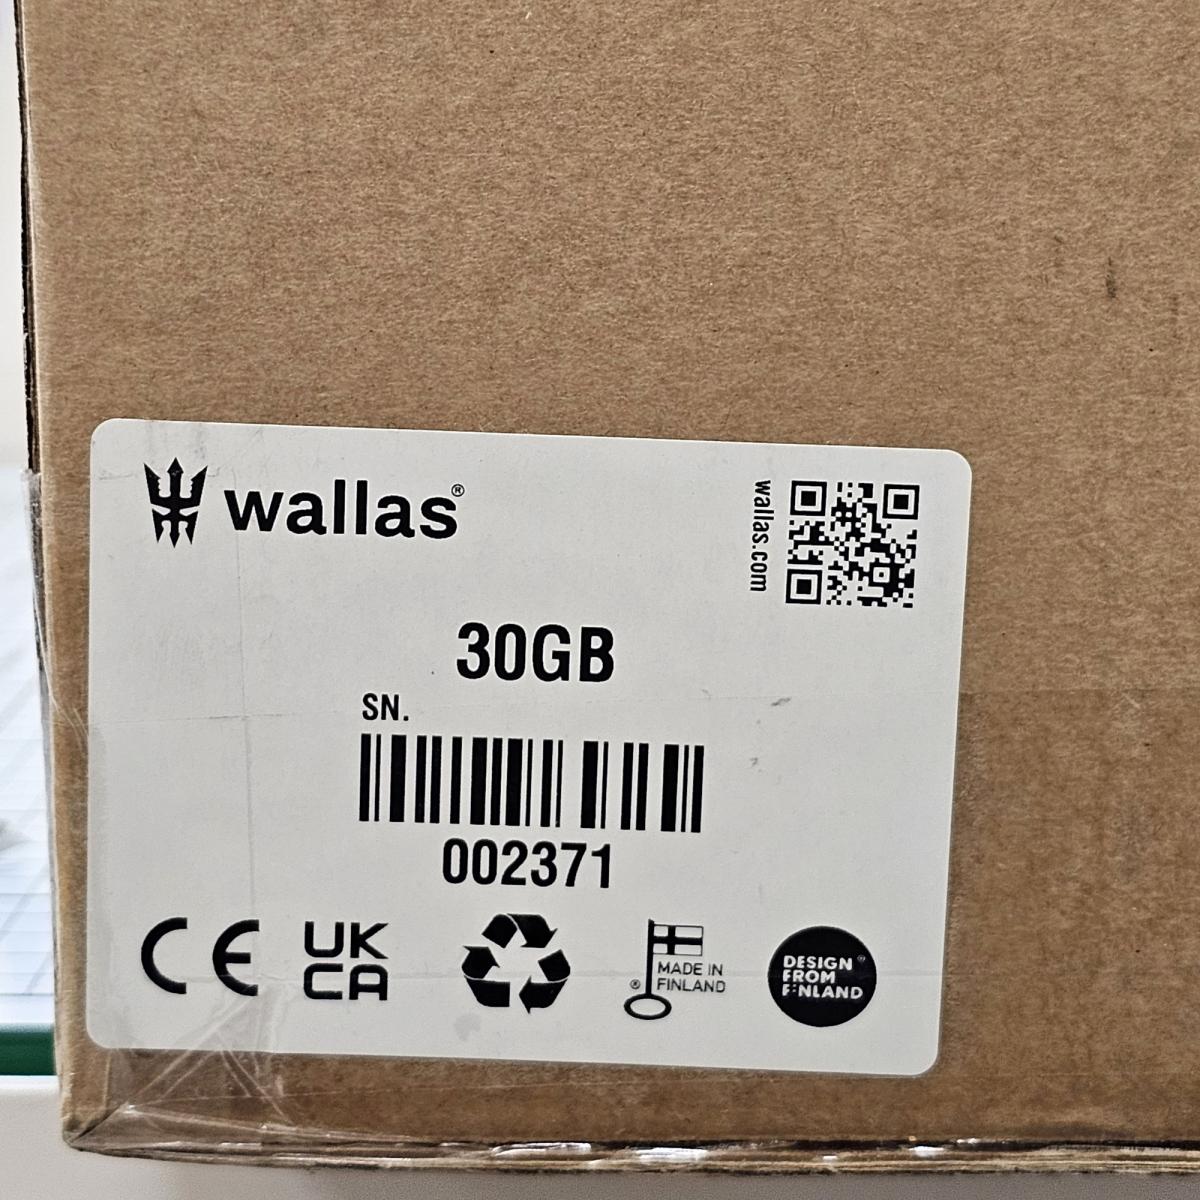 wallas®
wallas.com
30GB
SN.
002371
CE
UK
CA
MADE IN
® FINLAND
DESIGN®
FROM
FINLAND